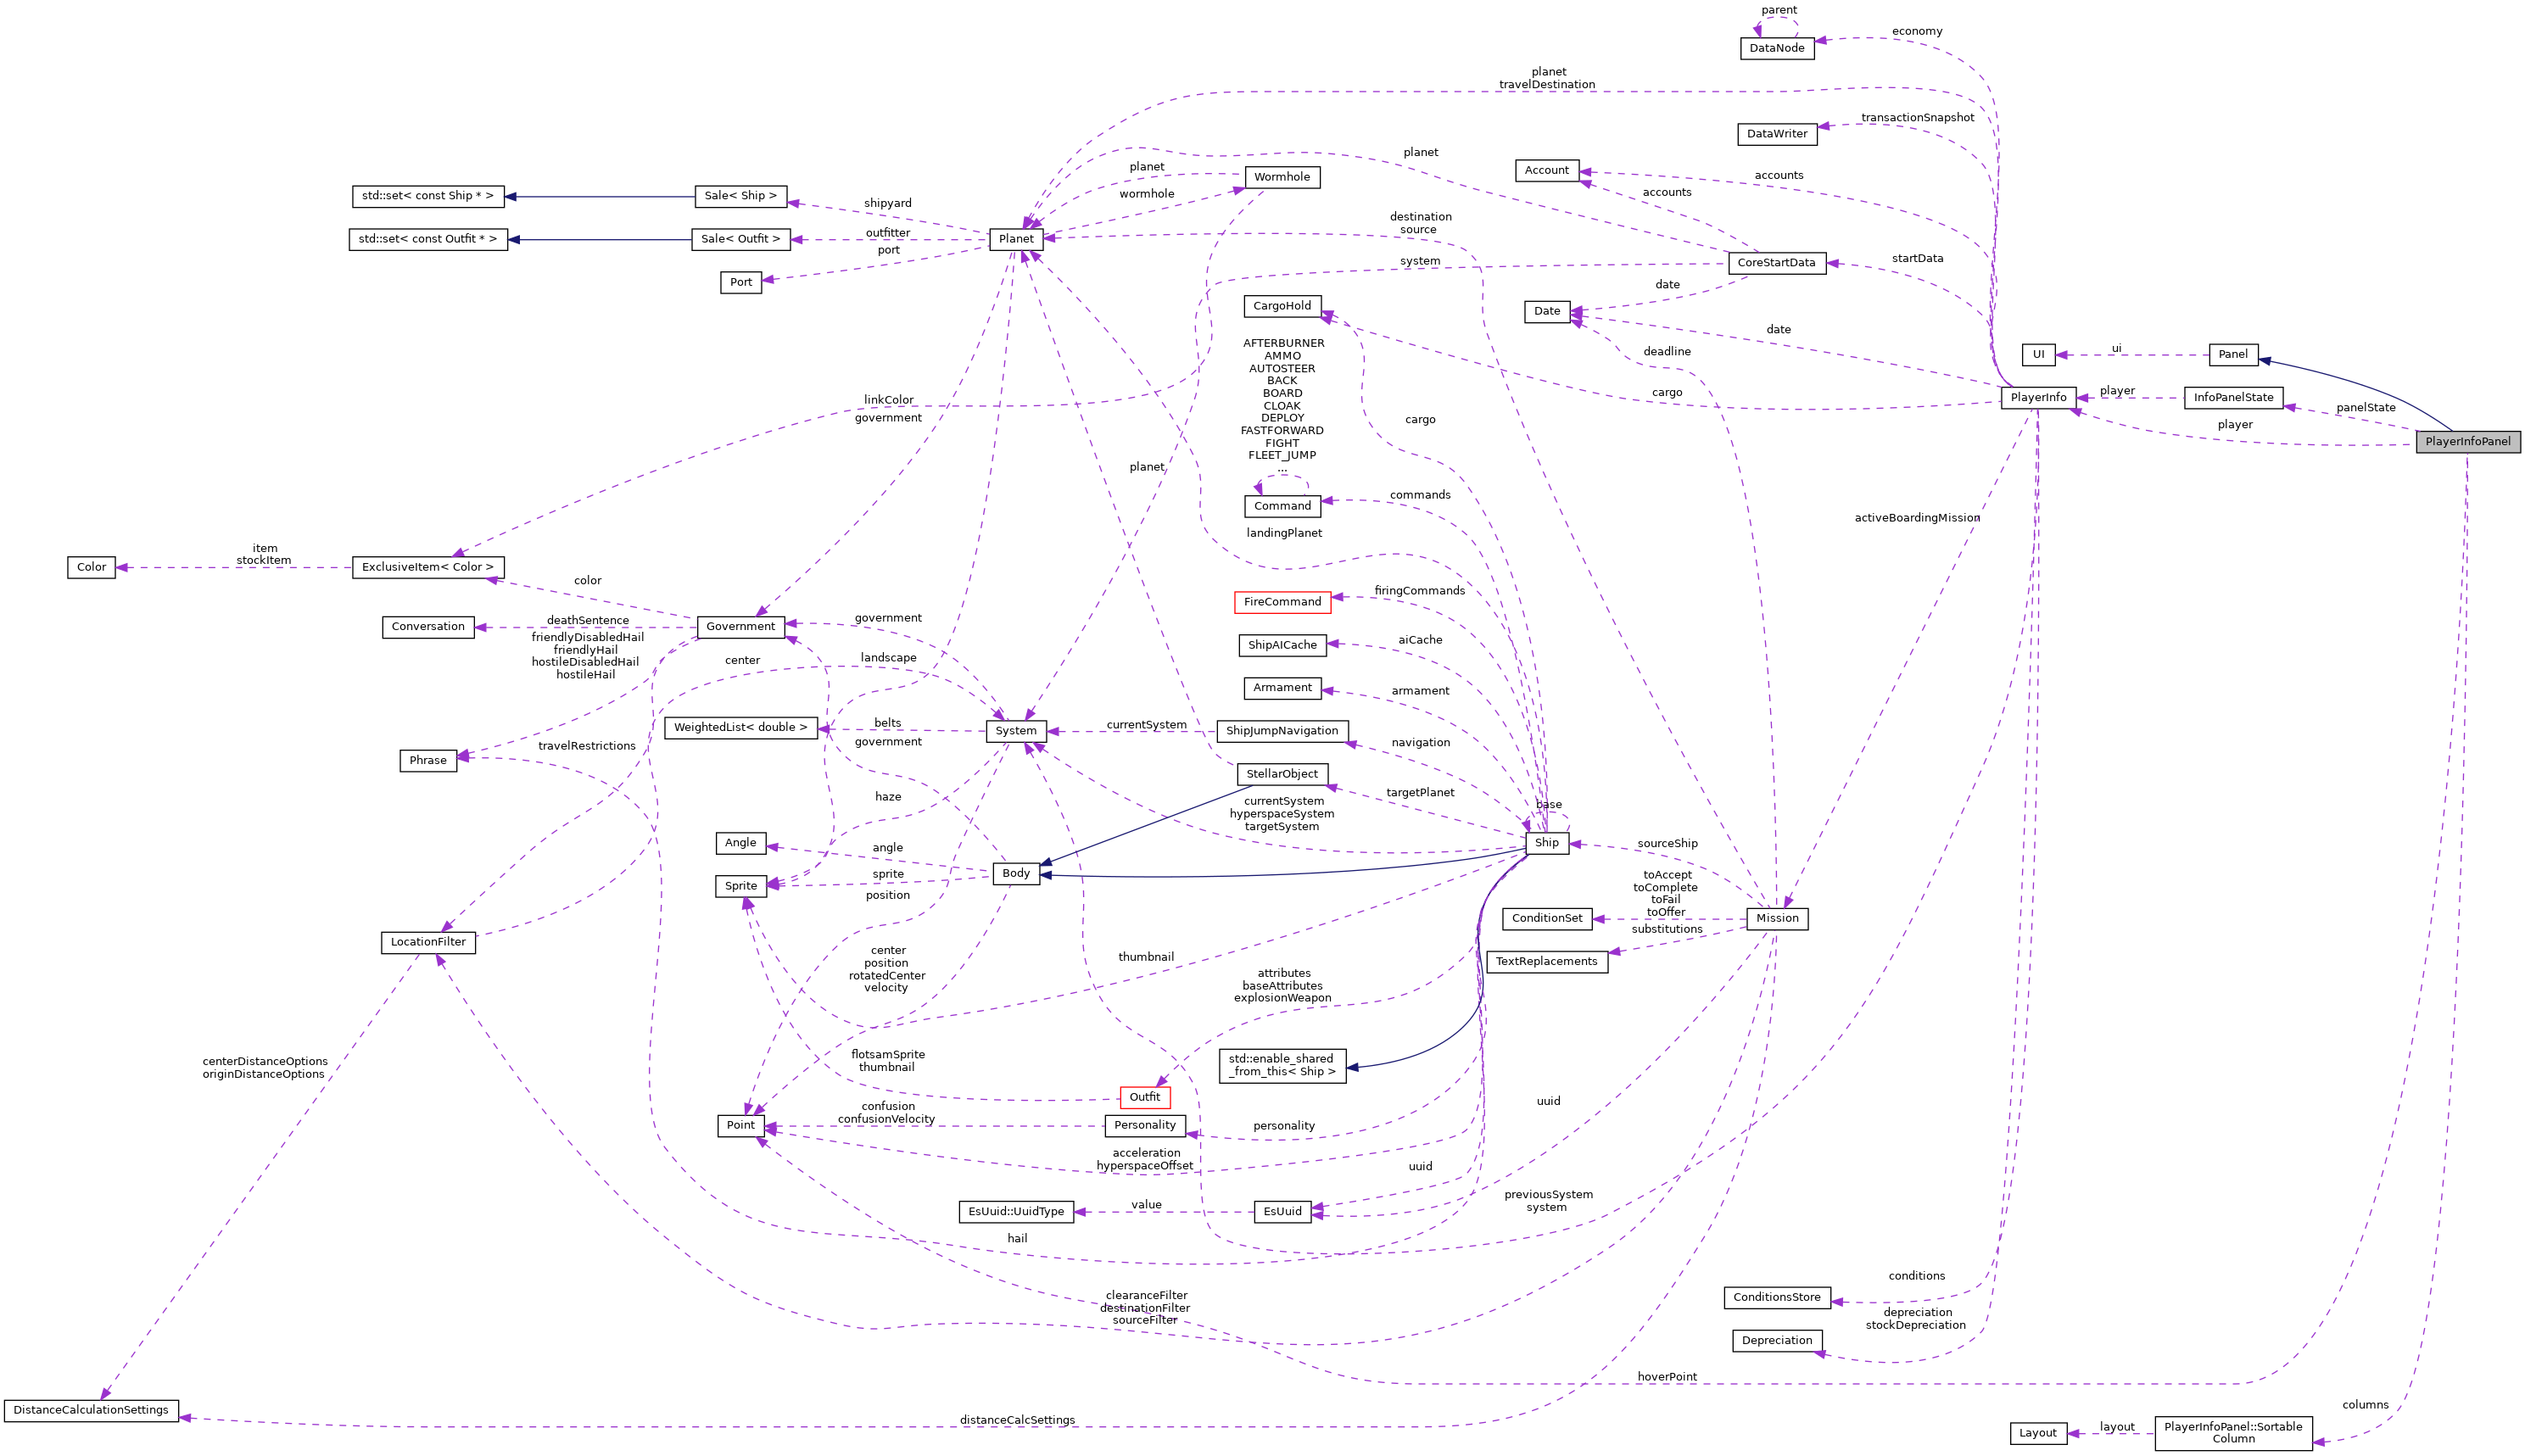 parent
DataNode
economy
planet
travelDestination
transactionSnapshot
DataWriter
planet
Account
accounts
accounts
planet
Wormhole
wormhole
std::set< const Ship * >
Sale< Ship >
shipyard
std::set< const Outfit * >
Sale< Outfit >
outfitter
Planet
port
Port
destination
source
system
CoreStartData
startData
date
CargoHold
Date
date
deadline
AFTERBURNER
AMMO
AUTOSTEER
BACK
BOARD
CLOAK
DEPLOY
FASTFORWARD
FIGHT
FLEET_JUMP
...
Command
commands
cargo
cargo
UI
ui
Panel
PlayerInfo
player
InfoPanelState
panelState
player
PlayerInfoPanel
linkColor
government
planet
landingPlanet
activeBoardingMission
Color
item
stockItem
ExclusiveItem< Color >
color
Conversation
deathSentence
Government
government
friendlyDisabledHail
friendlyHail
hostileDisabledHail
hostileHail
center
landscape
FireCommand
firingCommands
ShipAICache
aiCache
Armament
armament
WeightedList< double >
belts
government
System
currentSystem
ShipJumpNavigation
navigation
Phrase
travelRestrictions
haze
StellarObject
targetPlanet
currentSystem
hyperspaceSystem
targetSystem
base
Ship
sourceShip
Angle
angle
Sprite
sprite
Body
position
toAccept
toComplete
toFail
toOffer
ConditionSet
Mission
substitutions
TextReplacements
LocationFilter
center
position
rotatedCenter
velocity
thumbnail
attributes
baseAttributes
explosionWeapon
centerDistanceOptions
originDistanceOptions
flotsamSprite
thumbnail
std::enable_shared
_from_this< Ship >
Outfit
uuid
confusion
confusionVelocity
Point
Personality
personality
acceleration
hyperspaceOffset
uuid
EsUuid::UuidType
value
EsUuid
previousSystem
system
hail
conditions
ConditionsStore
clearanceFilter
destinationFilter
sourceFilter
depreciation
stockDepreciation
Depreciation
hoverPoint
DistanceCalculationSettings
distanceCalcSettings
columns
Layout
layout
PlayerInfoPanel::Sortable
Column